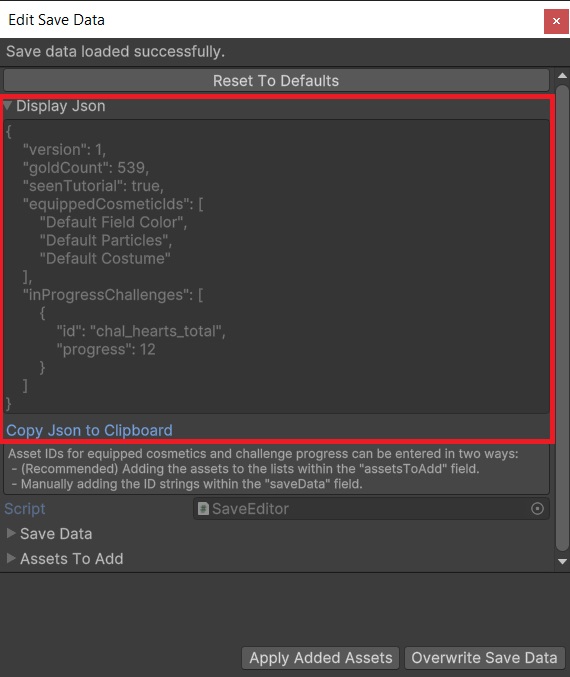 Edit Save Data
Save data loaded successfully.
Reset To Defaults
Display Json
{
"version": 1,
"goldCount": 539,
"seenTutorial": true,
"equippedCosmeticIds": [
"Default Field Color",
"Default Particles",
"Default Costume"
],
"inProgressChallenges": [
{
"id": "chal_hearts_total",
"progress": 12
}
]
}
Copy Json to Clipboard
Asset IDs for equipped cosmetics and challenge progress can be entered in two ways:
- (Recommended) Adding the assets to the lists within the "assetsToAdd" field.
- Manually adding the ID strings within the "saveData" field.
Script SaveEditor
Save Data
Assets To Add
Apply Added Assets Overwrite Save Data